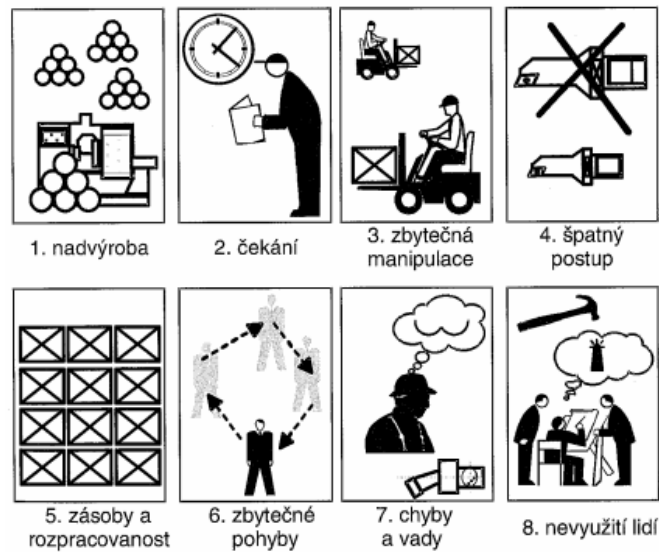 1. nadvýroba
2. čekání
3. zbytečná
manipulace
4. špatný
postup
5. zásoby a
rozpracovanost
6. zbytečné
pohyby
7. chyby
a vady
8. nevyužití lidí